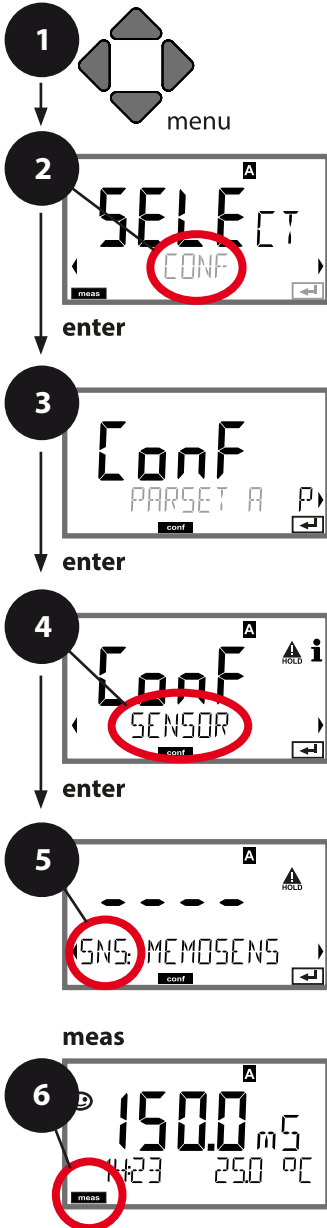 1
menu
2
A
SELECT
CONF
meas
enter
3
ConF
PARSET A P
conf
enter
4
A
ConF
HOLD i
SENSOR
conf
enter
5
A
HOLD
- - - -
SNS: MEMOSENS
conf
meas
6
A
150.0 mS
14:23 25.0 °C
meas